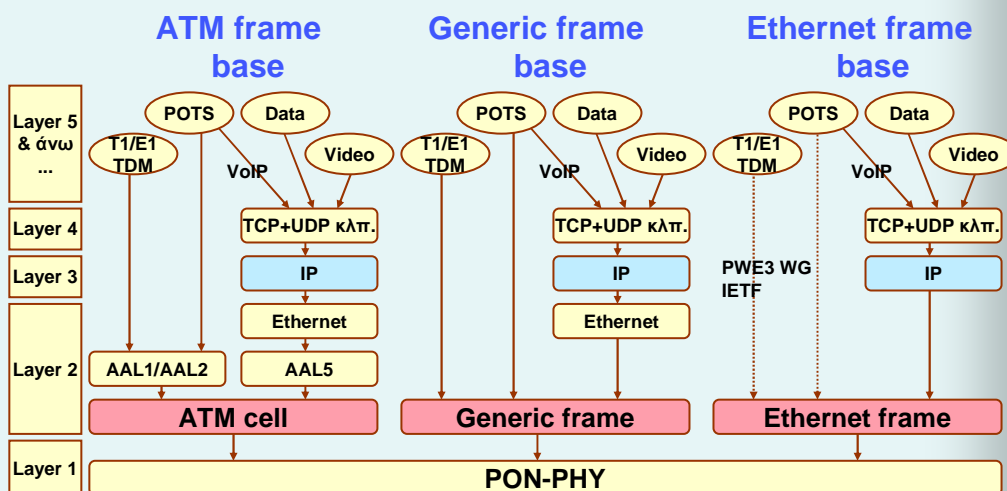 ATM frame
base
Generic frame
base
Ethernet frame
base
Layer 5
& άνω
...
POTS
Data
T1/E1
TDM
Video
VoIP
POTS
Data
T1/E1
TDM
Video
VoIP
POTS
Data
T1/E1
TDM
Video
VoIP
Layer 4
TCP+UDP κλπ.
TCP+UDP κλπ.
TCP+UDP κλπ.
Layer 3
IP
IP
PWE3 WG
IETF
IP
Layer 2
Ethernet
Ethernet
AAL1/AAL2
AAL5
ATM cell
Generic frame
Ethernet frame
Layer 1
PON-PHY